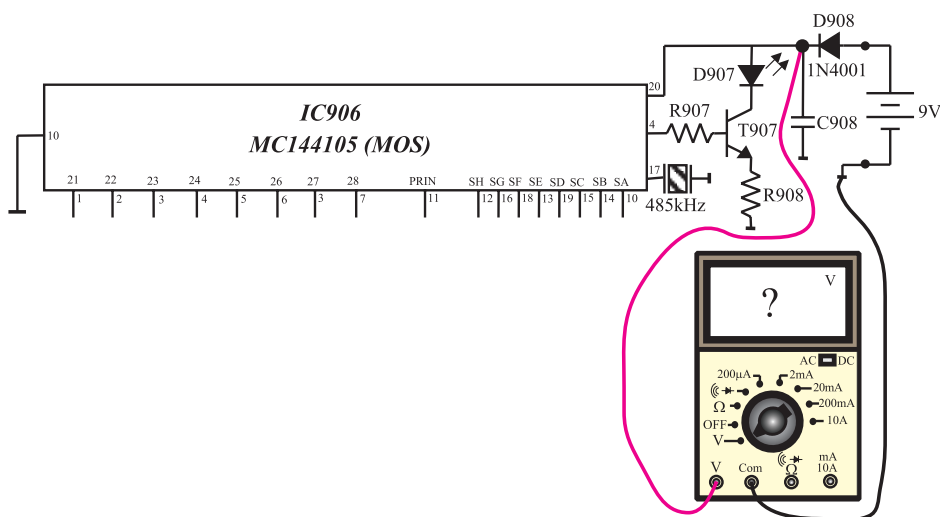 D908
1N4001
20
D907
IC906
MC144105 (MOS)
10
4
R907
T907
C908
9V
17
485kHz
R908
21 22 23 24 25 26 27 28 PRIN SH SG SF SE SD SC SB SA
1 2 3 4 5 6 3 7 11 12 16 18 13 19 15 14 10
? V
AC DC
200µA 2mA
20mA
Ω 200mA
OFF 10A
V
V Com Ω mA
10A